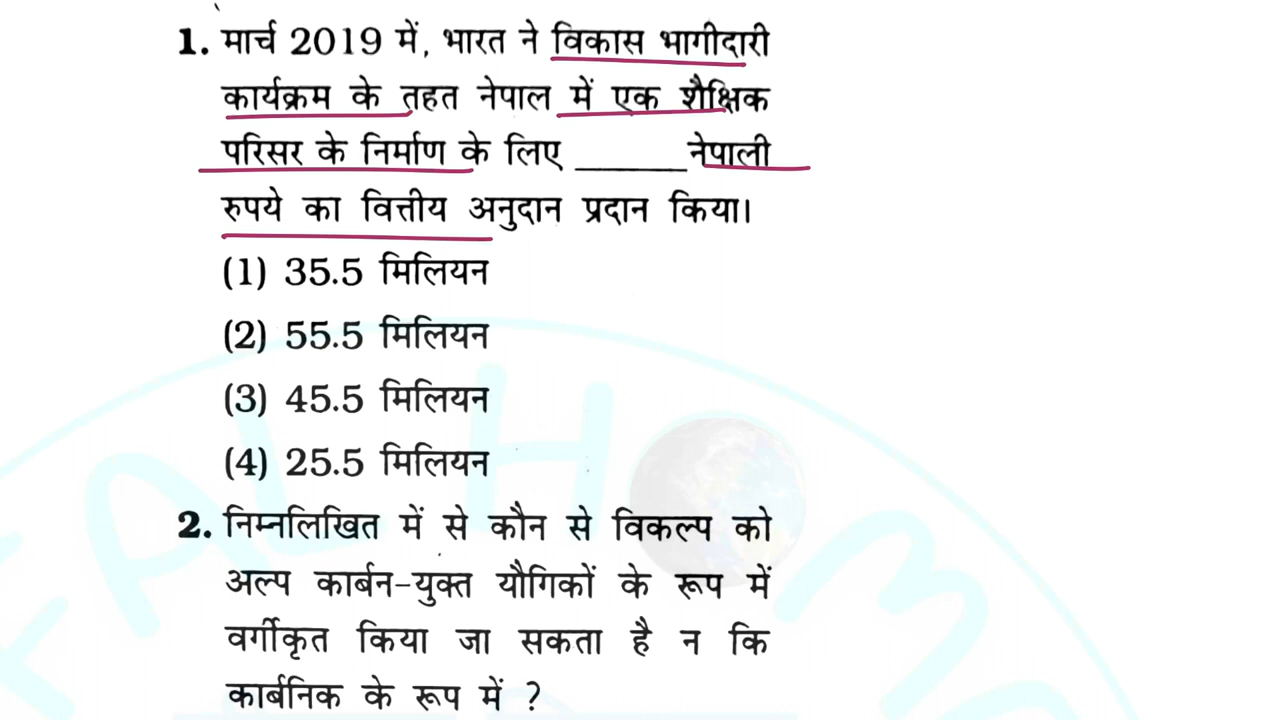 1. मार्च 2019 में, भारत ने विकास भागीदारी
कार्यक्रम के तहत नेपाल में एक शैक्षिक
परिसर के निर्माण के लिए ______ नेपाली
रुपये का वित्तीय अनुदान प्रदान किया।
(1) 35.5 मिलियन
(2) 55.5 मिलियन
(3) 45.5 मिलियन
(4) 25.5 मिलियन
2. निम्नलिखित में से कौन से विकल्प को
अल्प कार्बन-युक्त यौगिकों के रूप में
वर्गीकृत किया जा सकता है न कि
कार्बनिक के रूप में ?